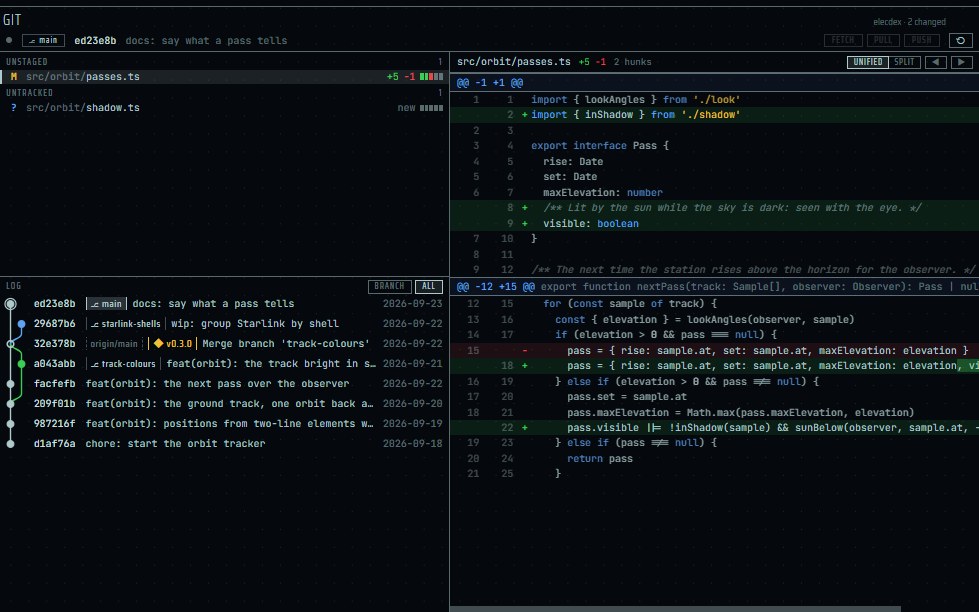 GIT
elecdex · 2 changed
main ed23e8b docs: say what a pass tells
FETCH PULL PUSH
UNSTAGED 1
M src/orbit/passes.ts +5 -1
UNTRACKED 1
? src/orbit/shadow.ts new
LOG BRANCH ALL
ed23e8b main docs: say what a pass tells 2026-09-23
29687b6 starlink-shells wip: group Starlink by shell 2026-09-22
32e378b origin/main v0.3.0 Merge branch 'track-colours' 2026-09-22
a043abb track-colours feat(orbit): the track bright in s… 2026-09-21
facfefb feat(orbit): the next pass over the observer 2026-09-22
209f01b feat(orbit): the ground track, one orbit back a… 2026-09-20
987216f feat(orbit): positions from two-line elements w… 2026-09-19
d1af76a chore: start the orbit tracker 2026-09-18
src/orbit/passes.ts +5 -1 2 hunks
UNIFIED SPLIT
@@ -1 +1 @@
1 1 import { lookAngles } from './look'
2 + import { inShadow } from './shadow'
2 3
3 4 export interface Pass {
4 5 rise: Date
5 6 set: Date
6 7 maxElevation: number
8 + /** Lit by the sun while the sky is dark: seen with the eye. */
9 + visible: boolean
7 10 }
8 11
9 12 /** The next time the station rises above the horizon for the observer. */
@@ -12 +15 @@ export function nextPass(track: Sample[], observer: Observer): Pass | nul
12 15 for (const sample of track) {
13 16 const { elevation } = lookAngles(observer, sample)
14 17 if (elevation > 0 && pass === null) {
15 - pass = { rise: sample.at, set: sample.at, maxElevation: elevation }
18 + pass = { rise: sample.at, set: sample.at, maxElevation: elevation, vi
16 19 } else if (elevation > 0 && pass !== null) {
17 20 pass.set = sample.at
18 21 pass.maxElevation = Math.max(pass.maxElevation, elevation)
22 + pass.visible ||= !inShadow(sample) && sunBelow(observer, sample.at, -
19 23 } else if (pass !== null) {
20 24 return pass
21 25 }